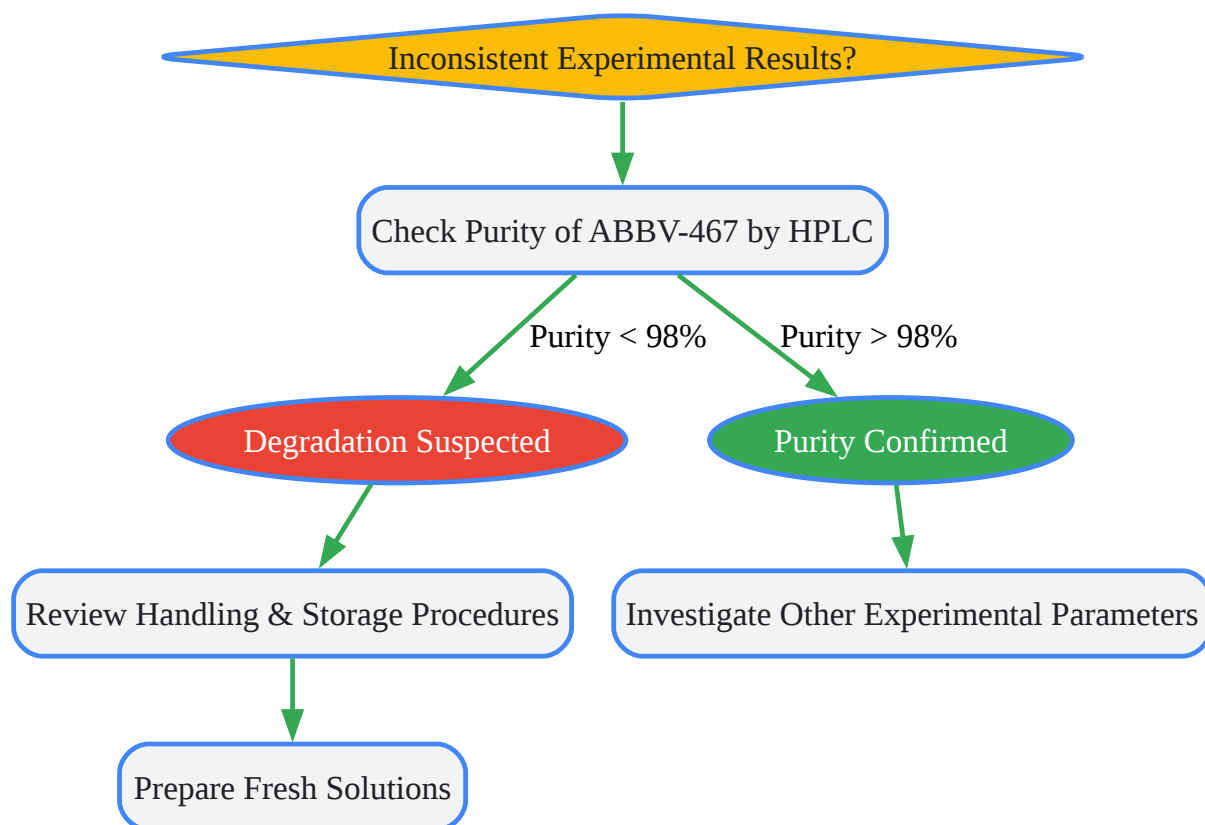 Inconsistent Experimental Results?
Check Purity of ABBV-467 by HPLC
Purity < 98%
Purity > 98%
Degradation Suspected
Purity Confirmed
Review Handling & Storage Procedures
Investigate Other Experimental Parameters
Prepare Fresh Solutions